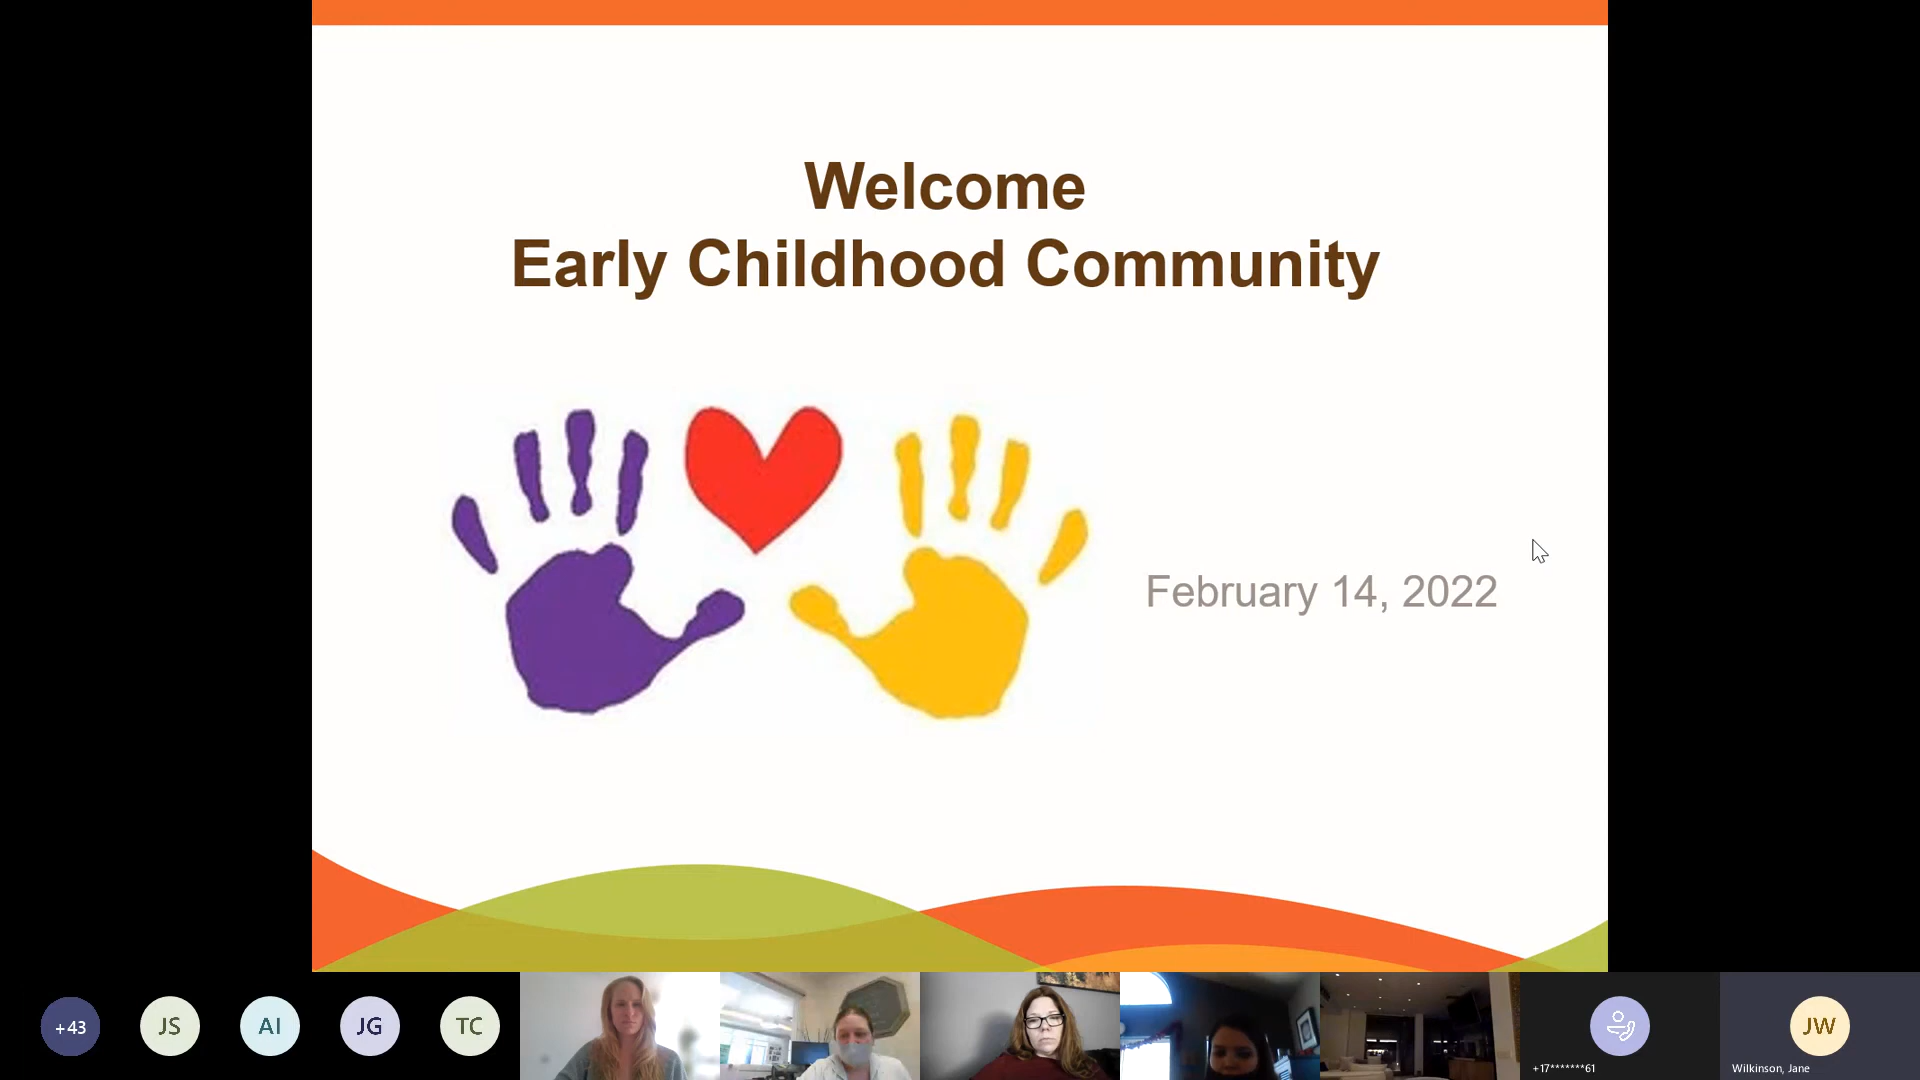 Welcome
Early Childhood Community
February 14, 2022
+43
JS
AI
JG
TC
+17*******61
JW
Wilkinson, Jane